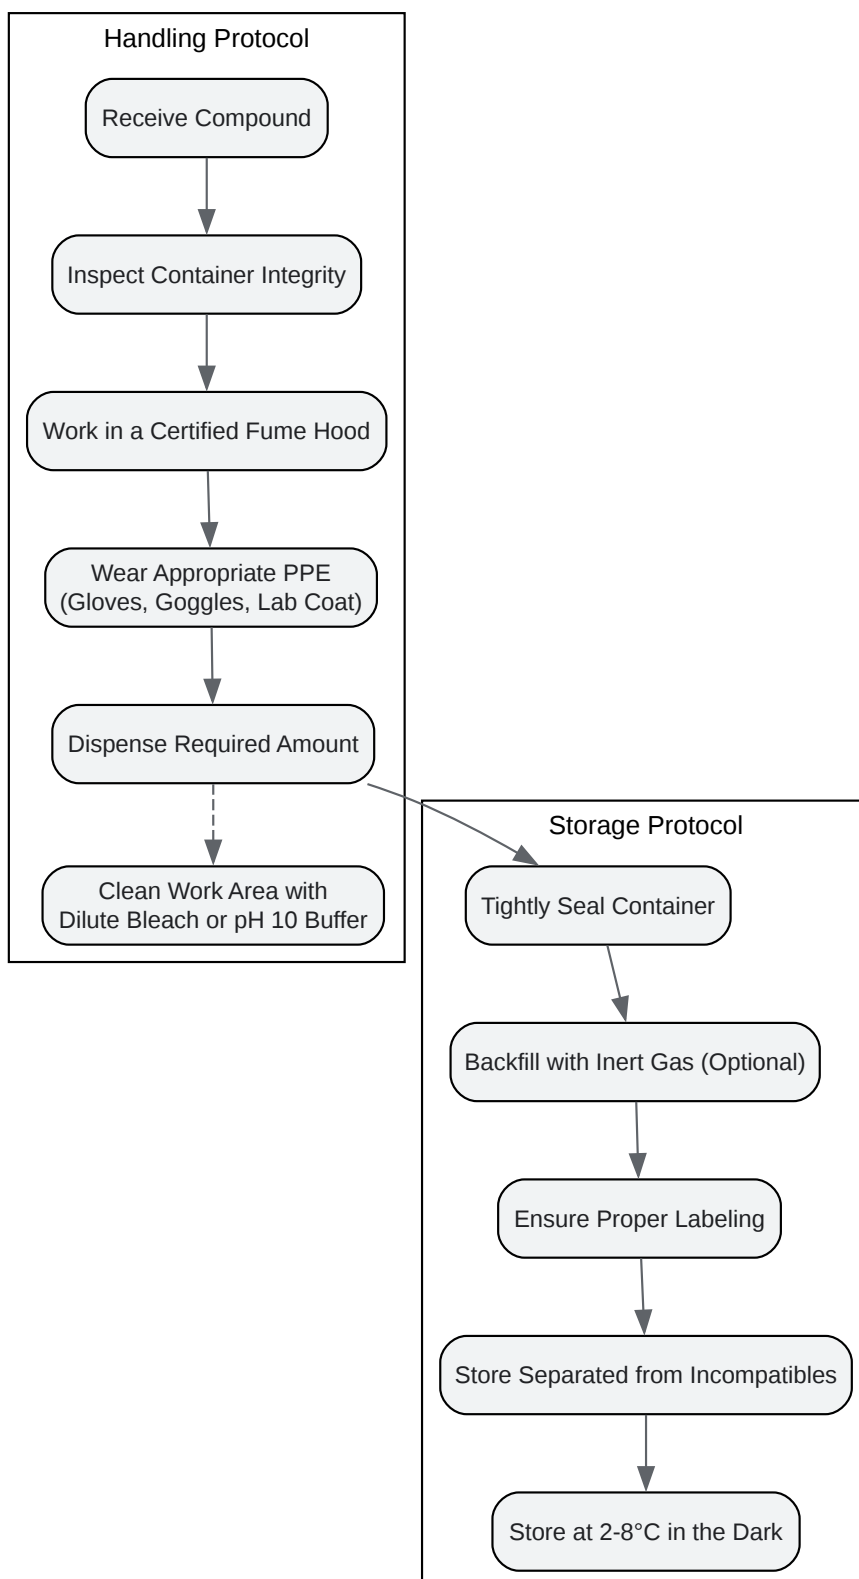 Handling Protocol
Receive Compound
Inspect Container Integrity
Work in a Certified Fume Hood
Wear Appropriate PPE
(Gloves, Goggles, Lab Coat)
Dispense Required Amount
Clean Work Area with
Dilute Bleach or pH 10 Buffer
Storage Protocol
Tightly Seal Container
Backfill with Inert Gas (Optional)
Ensure Proper Labeling
Store Separated from Incompatibles
Store at 2-8°C in the Dark